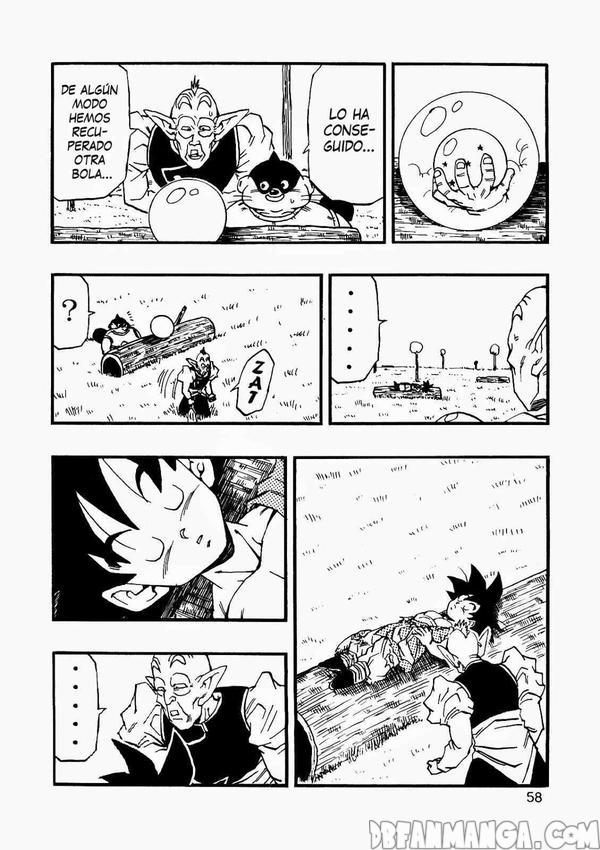 LO HA
CONSE-
GUIDO...
DE ALGÚN
MODO
HEMOS
RECU-
PERADO
OTRA
BOLA...
.....
ZAT
?
.....
58
DBFANMANGA.COM